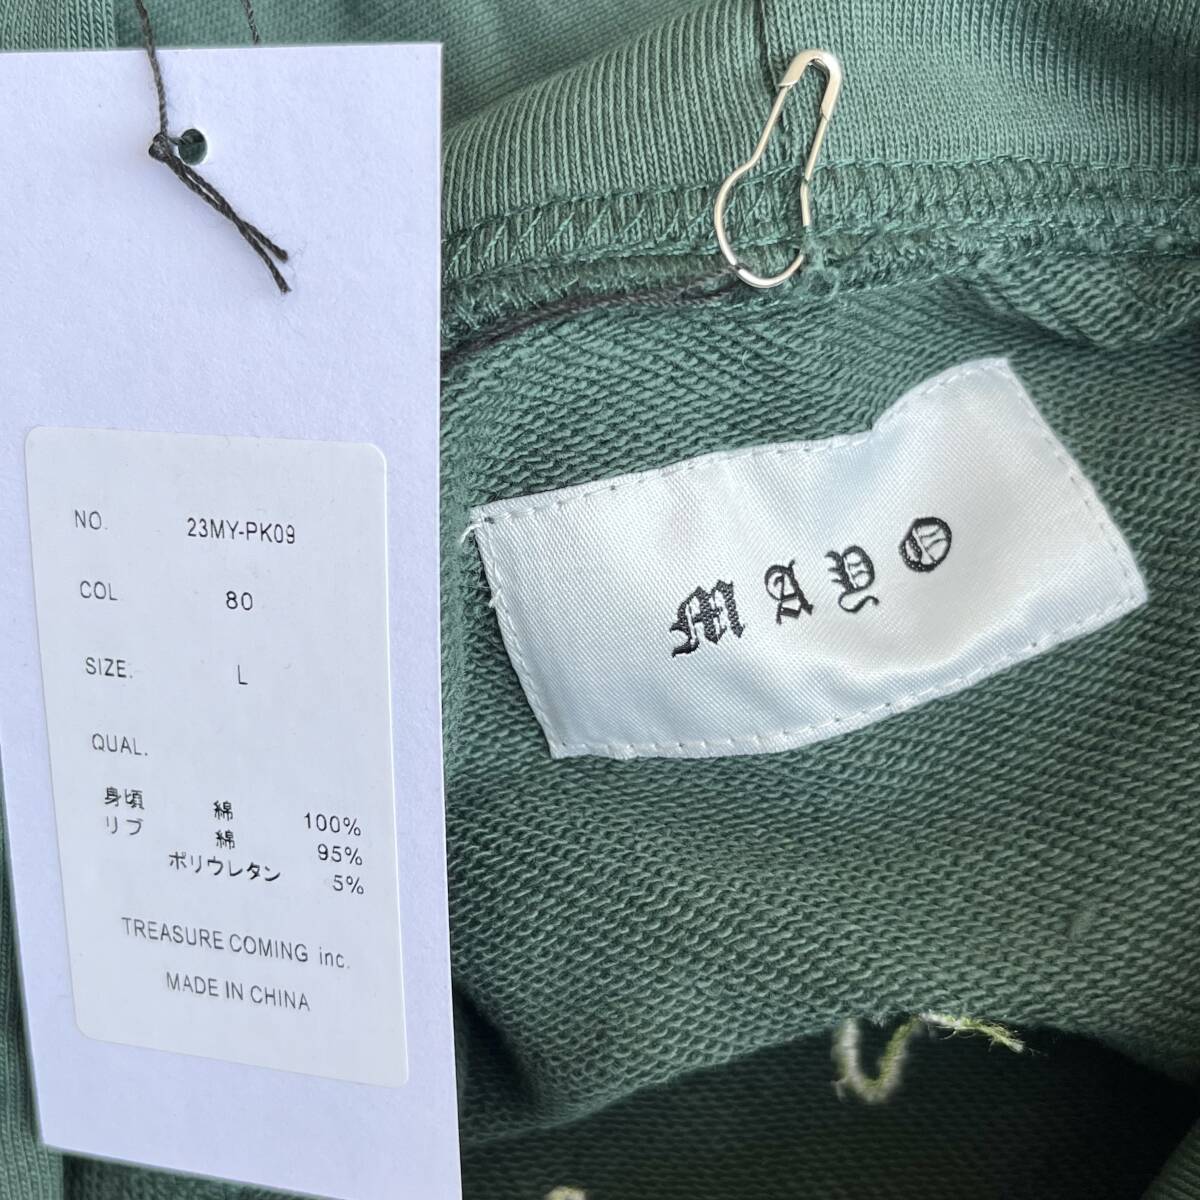 NO. 23MY-PK09
COL 80
SIZE. L
QUAL.
身頃 綿 100%
リブ 綿 95%
ポリウレタン 5%
TREASURE COMING inc.
MADE IN CHINA
MAYO